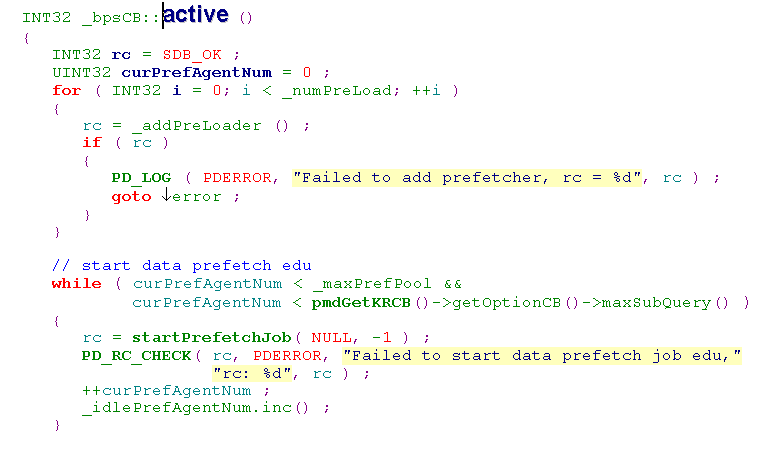 INT32 _bpsCB::active ()
{
   INT32 rc = SDB_OK ;
   UINT32 curPrefAgentNum = 0 ;
   for ( INT32 i = 0; i < _numPreLoad; ++i )
   {
      rc = _addPreLoader () ;
      if ( rc )
      {
         PD_LOG ( PDERROR, "Failed to add prefetcher, rc = %d", rc ) ;
         goto ↓error ;
      }
   }
   // start data prefetch edu
   while ( curPrefAgentNum < _maxPrefPool &&
           curPrefAgentNum < pmdGetKRCB()->getOptionCB()->maxSubQuery() )
   {
      rc = startPrefetchJob( NULL, -1 ) ;
      PD_RC_CHECK( rc, PDERROR, "Failed to start data prefetch job edu,"
                   "rc: %d", rc ) ;
      ++curPrefAgentNum ;
      _idlePrefAgentNum.inc() ;
   }